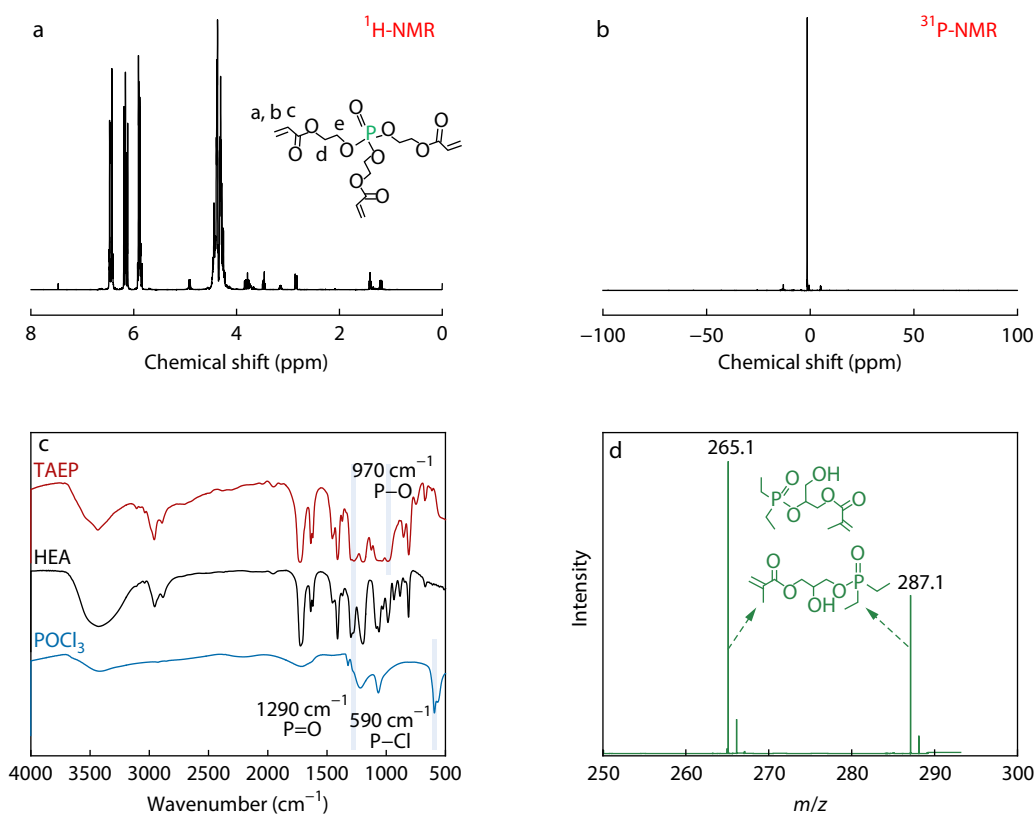 a
¹H-NMR
a, b
c
O
O
O
e
d
O
O
P
O
O
O
O
O
O
8
6
4
2
0
Chemical shift (ppm)
b
³¹P-NMR
−100
−50
0
50
100
Chemical shift (ppm)
c
TAEP
970 cm⁻¹
P−O
HEA
POCl₃
1290 cm⁻¹
P=O
590 cm⁻¹
P−Cl
4000
3500
3000
2500
2000
1500
1000
500
Wavenumber (cm⁻¹)
d
265.1
O
OH
P
O
O
O
O
O
O
P
O
OH
287.1
Intensity
250
260
270
280
290
300
m/z